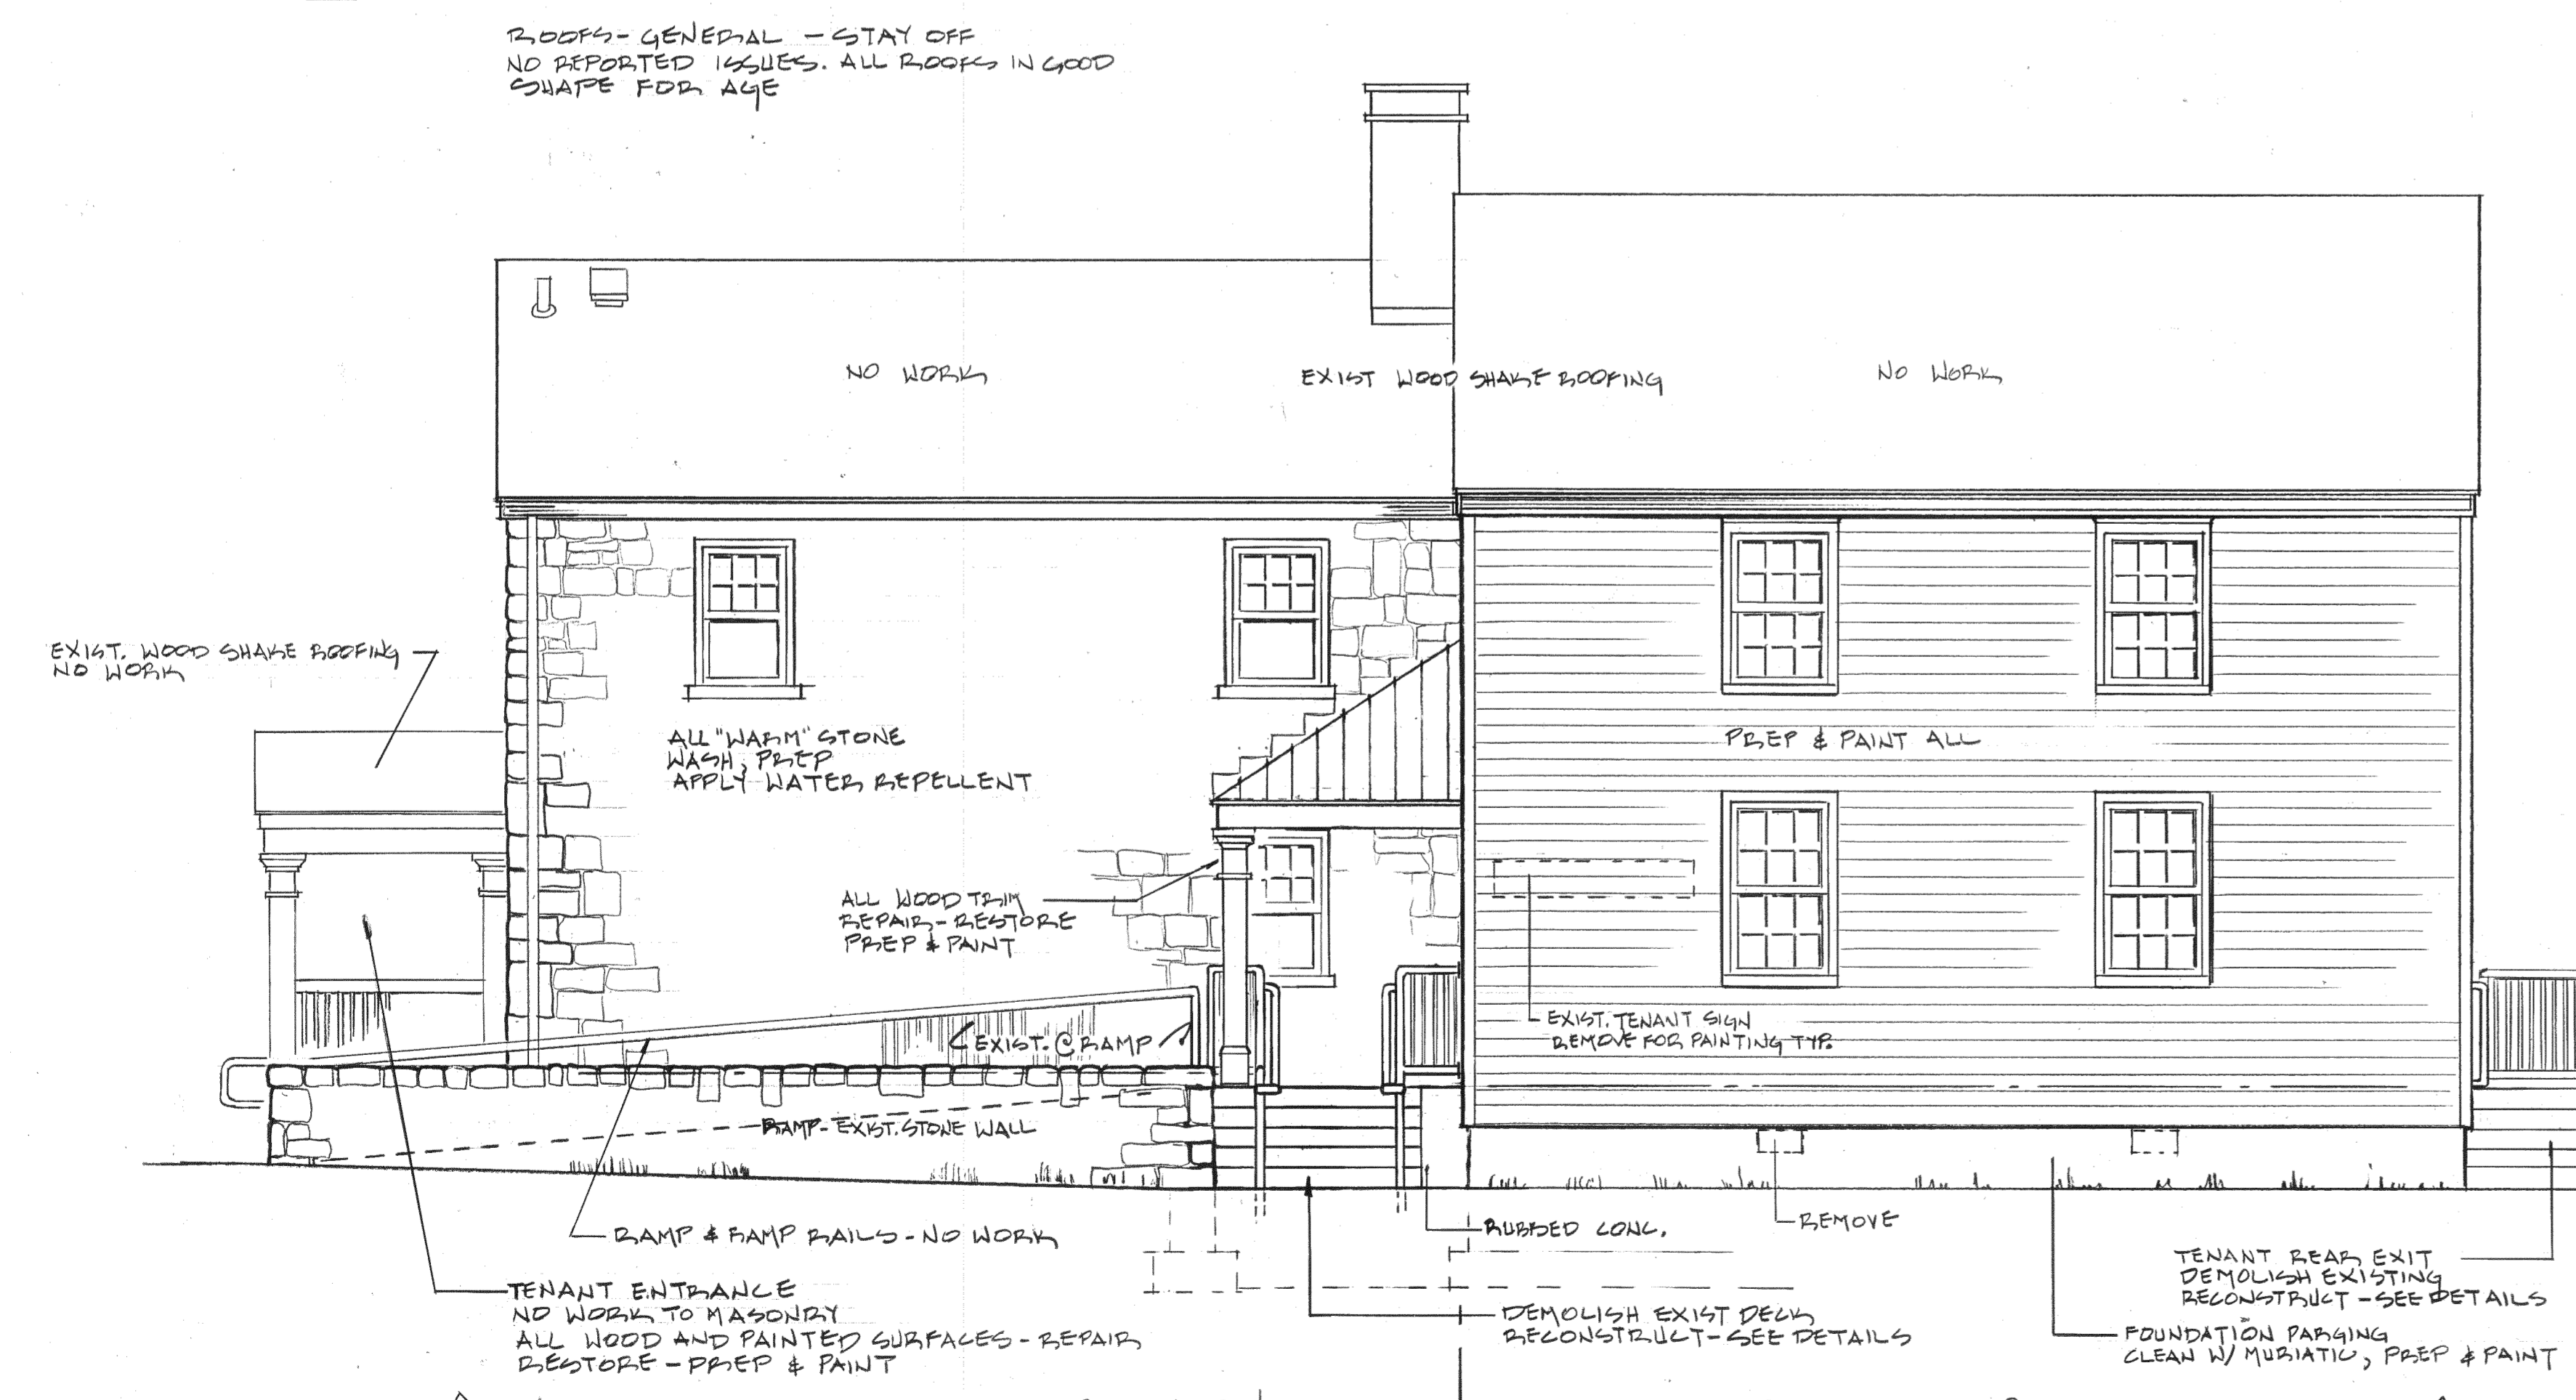 ROOFS - GENERAL - STAY OFF
NO REPORTED ISSUES. ALL ROOFS IN GOOD
SHAPE FOR AGE
NO WORK
EXIST WOOD SHAKE ROOFING
NO WORK
EXIST. WOOD SHAKE ROOFING
NO WORK
ALL "WARM" STONE
WASH, PREP
APPLY WATER REPELLENT
PREP & PAINT ALL
ALL WOOD TRIM
REPAIR - RESTORE
PREP & PAINT
EXIST. TENANT SIGN
REMOVE FOR PAINTING TYP.
EXIST. @ RAMP
RAMP - EXIST. STONE WALL
RAMP & RAMP RAILS - NO WORK
RUBBED CONC.
REMOVE
TENANT ENTRANCE
NO WORK TO MASONRY
ALL WOOD AND PAINTED SURFACES - REPAIR
RESTORE - PREP & PAINT
DEMOLISH EXIST DECK
RECONSTRUCT - SEE DETAILS
TENANT REAR EXIT
DEMOLISH EXISTING
RECONSTRUCT - SEE DETAILS
FOUNDATION PARGING
CLEAN W/ MURIATIC, PREP & PAINT